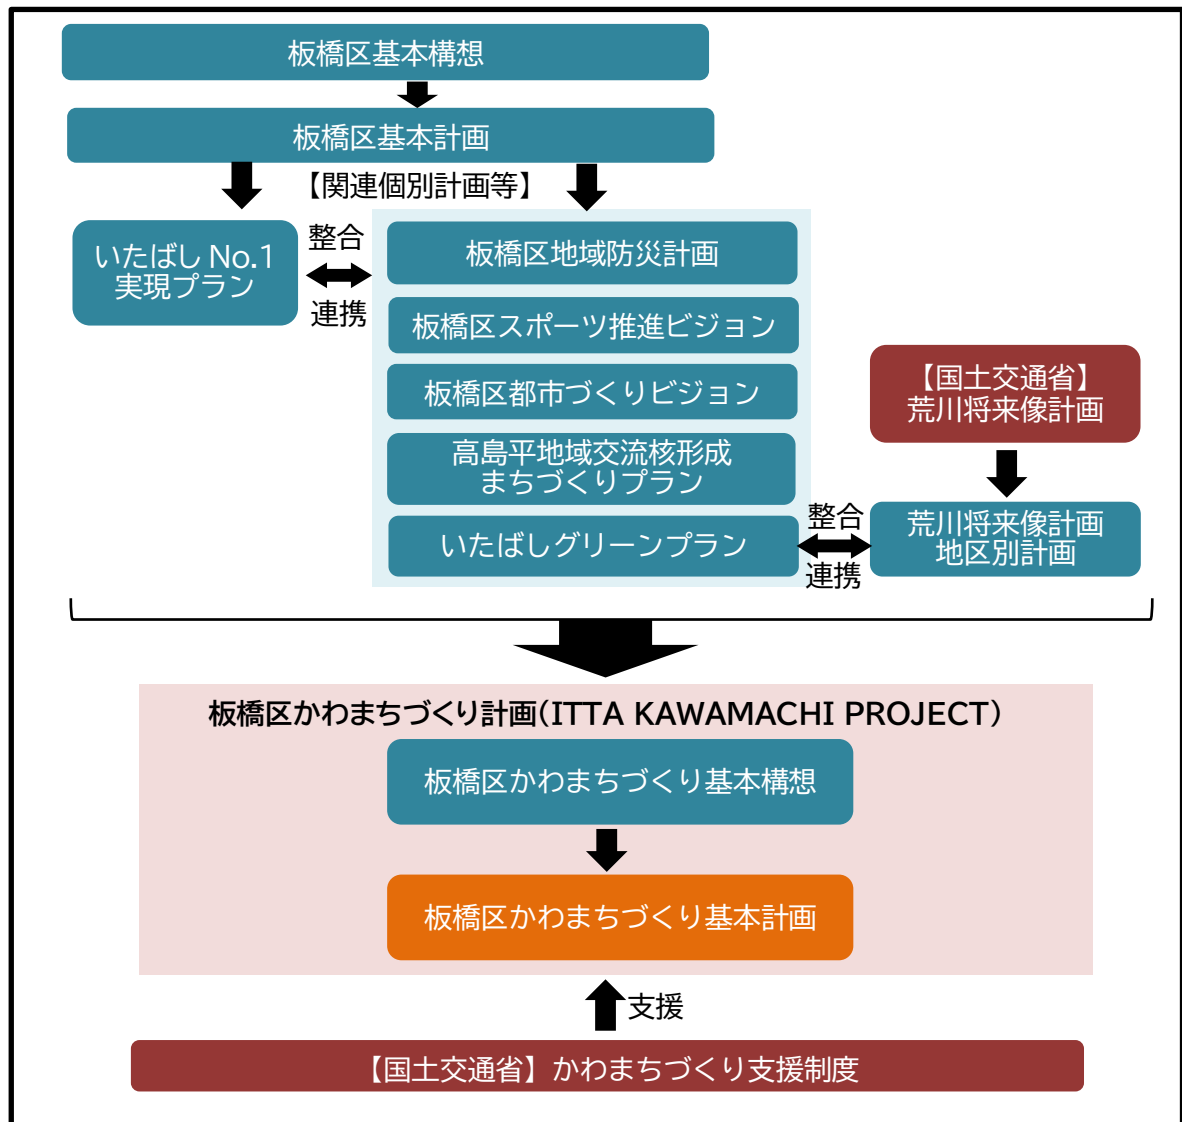 板橋区基本構想
板橋区基本計画
【関連個別計画等】
いたばし No.1
実現プラン
整合
連携
板橋区地域防災計画
板橋区スポーツ推進ビジョン
板橋区都市づくりビジョン
高島平地域交流核形成
まちづくりプラン
いたばしグリーンプラン
【国土交通省】
荒川将来像計画
整合
連携
荒川将来像計画
地区別計画
板橋区かわまちづくり計画(ITTA KAWAMACHI PROJECT)
板橋区かわまちづくり基本構想
板橋区かわまちづくり基本計画
支援
【国土交通省】かわまちづくり支援制度